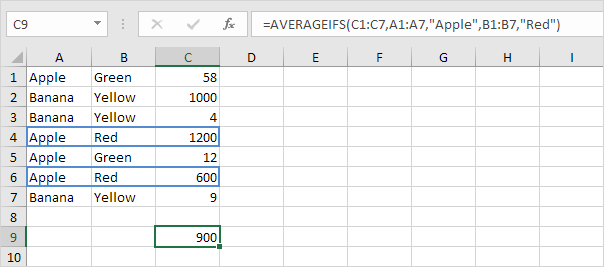 C9 fx =AVERAGEIFS(C1:C7,A1:A7,"Apple",B1:B7,"Red")
A B C D E F G H I
1 Apple Green 58
2 Banana Yellow 1000
3 Banana Yellow 4
4 Apple Red 1200
5 Apple Green 12
6 Apple Red 600
7 Banana Yellow 9
8
9 900
10